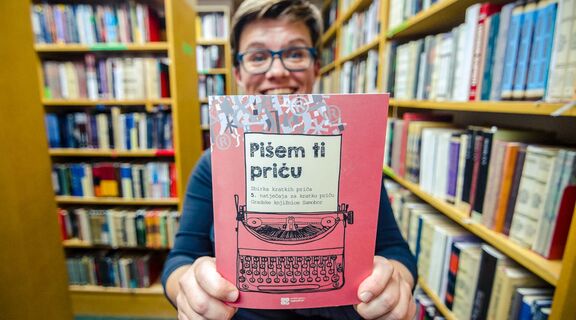 Pišem ti
priču
Zbirka kratkih priča
5. natječaja za kratku priču
Gradske knjižnice Samobor